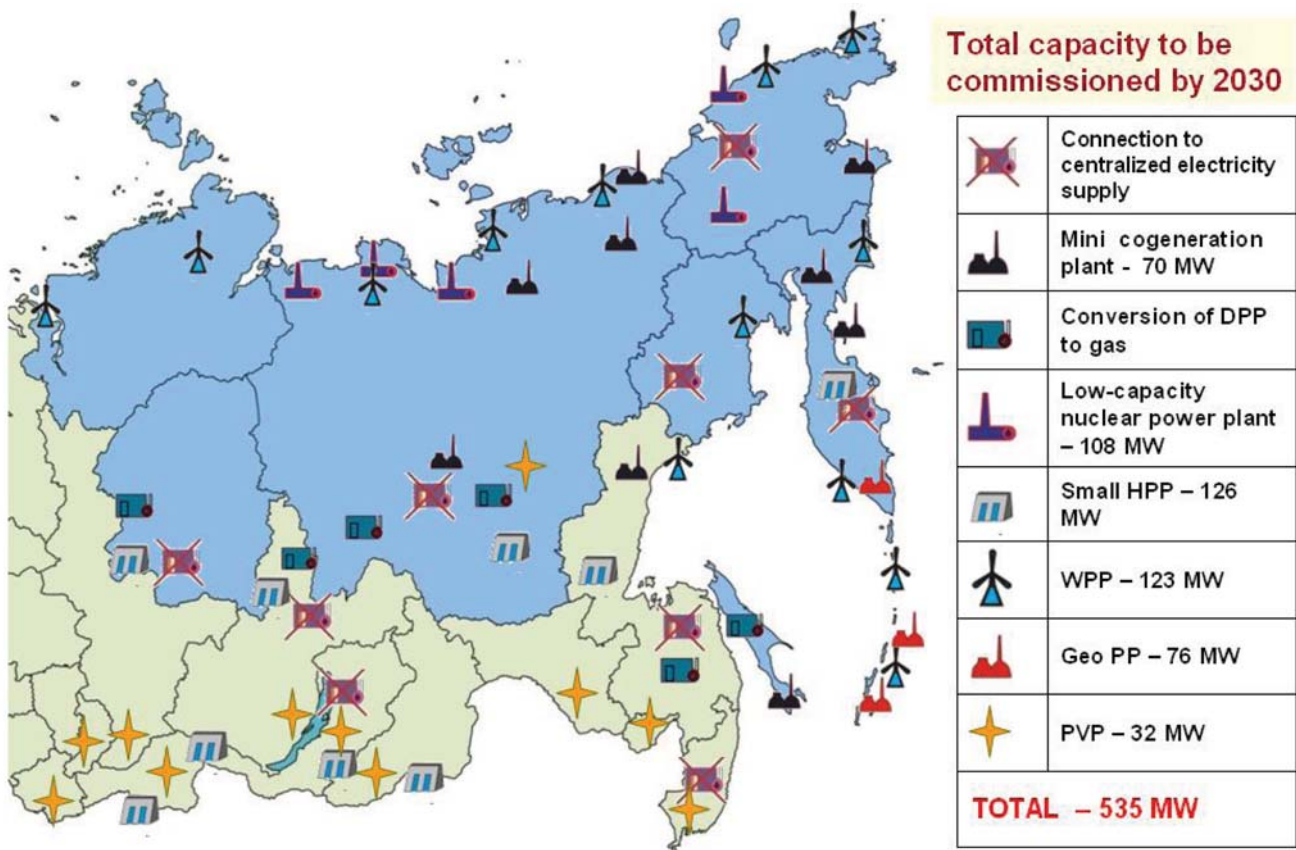 Total capacity to be
commissioned by 2030
Connection to
centralized electricity
supply
Mini cogeneration
plant - 70 MW
Conversion of DPP
to gas
Low-capacity
nuclear power plant
– 108 MW
Small HPP – 126
MW
WPP – 123 MW
Geo PP – 76 MW
PVP – 32 MW
TOTAL – 535 MW